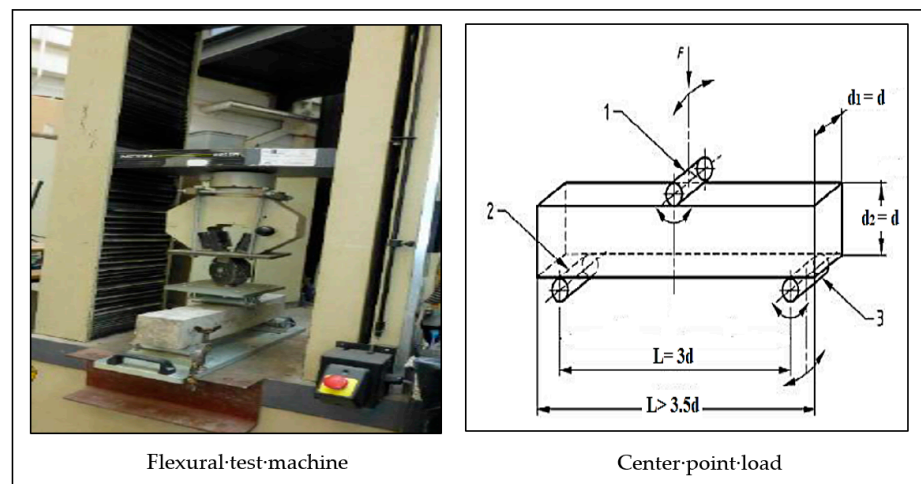 F
d1= d
1
d2= d
2
3
L= 3d
L> 3.5d
Flexural·test·machine
Center·point·load